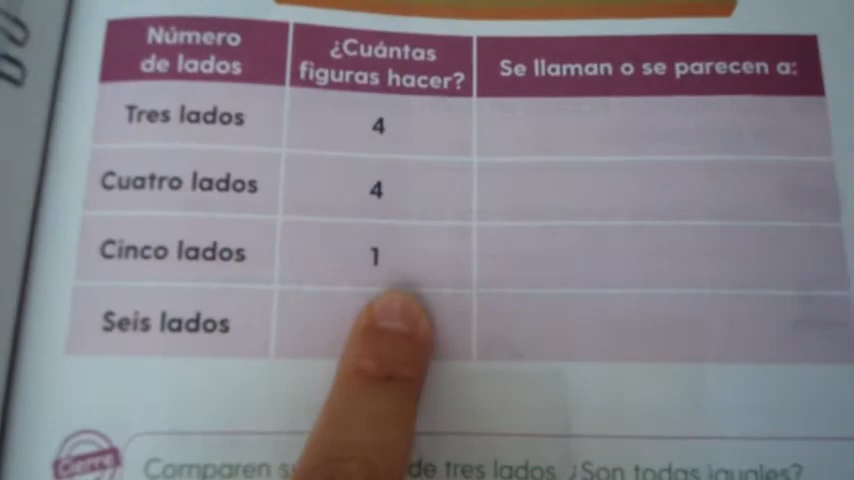 Número de lados
¿Cuántas figuras hacer?
Se llaman o se parecen a:
Tres lados
4
Cuatro lados
4
Cinco lados
1
Seis lados
Cierre
Comparen
de tres lados. ¿Son todas iguales?